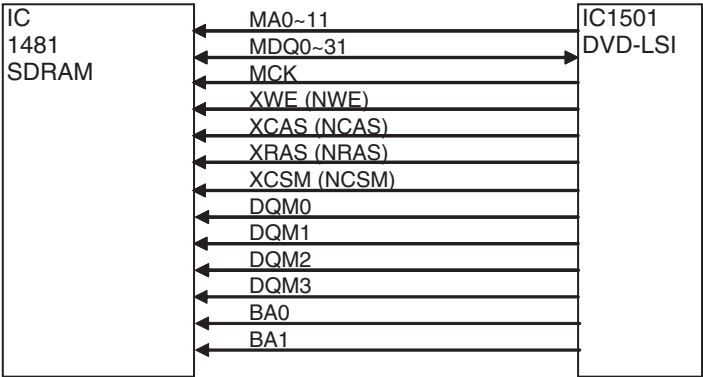 IC
1481
SDRAM
MA0~11
MDQ0~31
MCK
XWE (NWE)
XCAS (NCAS)
XRAS (NRAS)
XCSM (NCSM)
DQM0
DQM1
DQM2
DQM3
BA0
BA1
IC1501
DVD-LSI